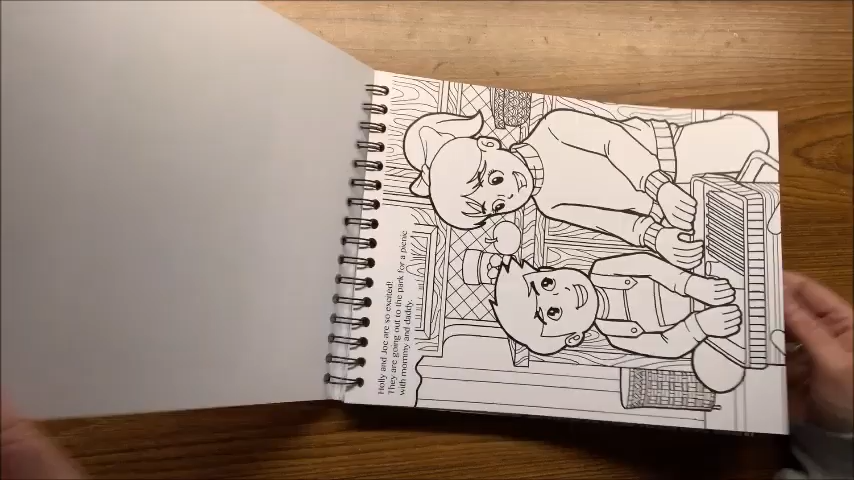 Holly and Joe are so excited!
They are going out to the park for a picnic
with mommy and daddy.